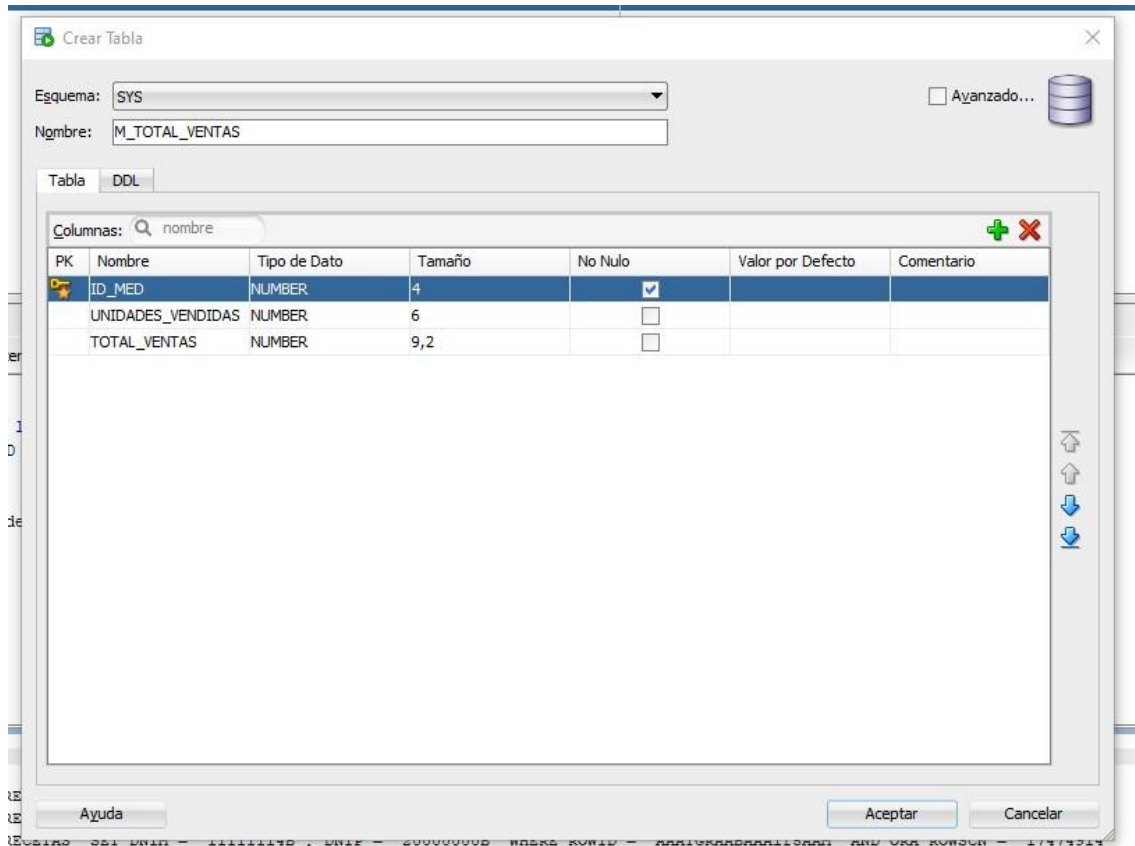 Crear Tabla
Esquema: SYS Avanzado...
Nombre: M_TOTAL_VENTAS
Tabla DDL
Columnas: nombre
PK Nombre Tipo de Dato Tamaño No Nulo Valor por Defecto Comentario
ID_MED NUMBER 4
UNIDADES_VENDIDAS NUMBER 6
TOTAL_VENTAS NUMBER 9,2
Ayuda Aceptar Cancelar